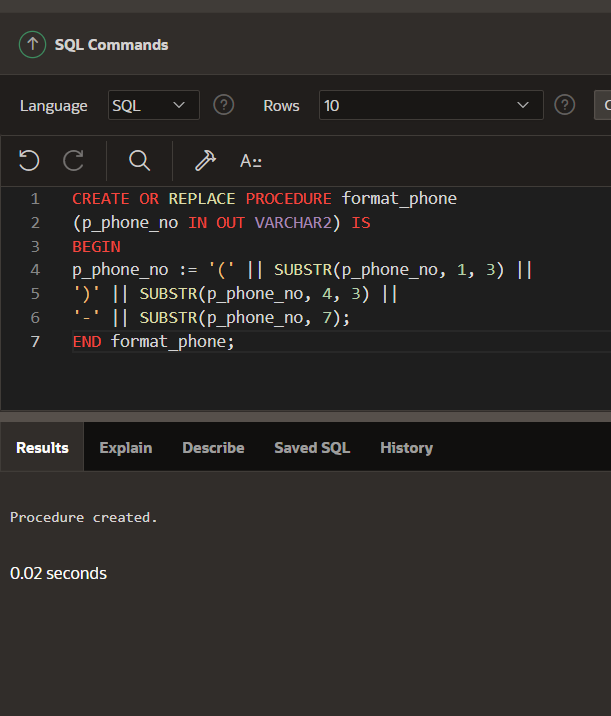 SQL Commands
Language SQL Rows 10
A::
1 CREATE OR REPLACE PROCEDURE format_phone
2 (p_phone_no IN OUT VARCHAR2) IS
3 BEGIN
4 p_phone_no := '(' || SUBSTR(p_phone_no, 1, 3) ||
5 ')' || SUBSTR(p_phone_no, 4, 3) ||
6 '-' || SUBSTR(p_phone_no, 7);
7 END format_phone;
Results Explain Describe Saved SQL History
Procedure created.
0.02 seconds